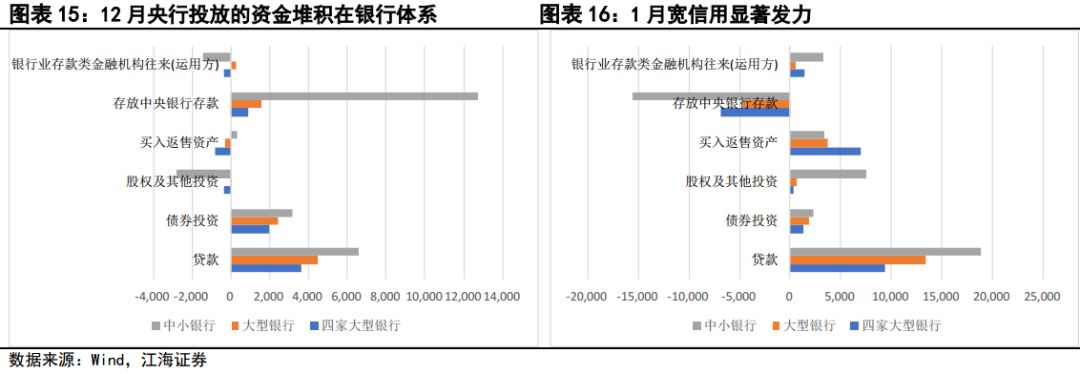 图表 15：12 月央行投放的资金堆积在银行体系
银行业存款类金融机构往来(运用方)
存放中央银行存款
买入返售资产
股权及其他投资
债券投资
贷款
-4,000 -2,000 0 2,000 4,000 6,000 8,000 10,000 12,000 14,000
中小银行 大型银行 四家大型银行
图表 16：1 月宽信用显著发力
银行业存款类金融机构往来(运用方)
存放中央银行存款
买入返售资产
股权及其他投资
债券投资
贷款
-20,000 -15,000 -10,000 -5,000 0 5,000 10,000 15,000 20,000 25,000
中小银行 大型银行 四家大型银行
数据来源：Wind，江海证券